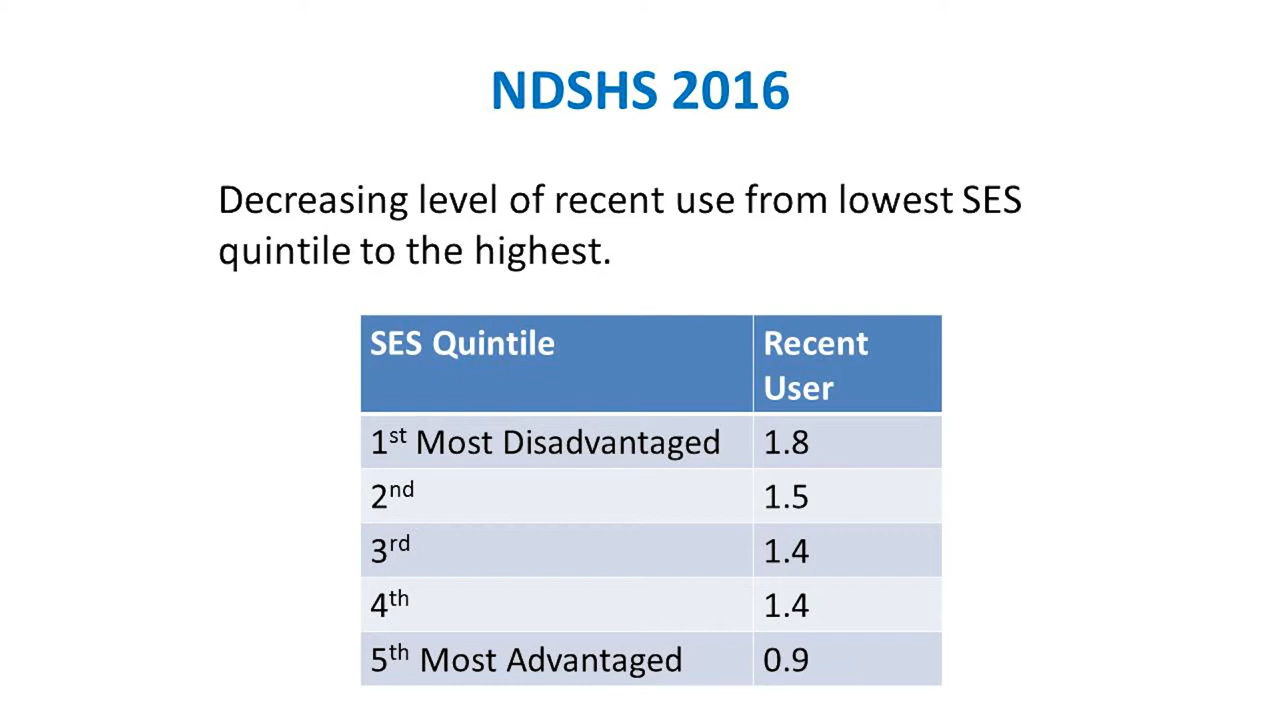 NDSHS 2016
Decreasing level of recent use from lowest SES
quintile to the highest.
SES Quintile Recent
User
1st Most Disadvantaged 1.8
2nd 1.5
3rd 1.4
4th 1.4
5th Most Advantaged 0.9